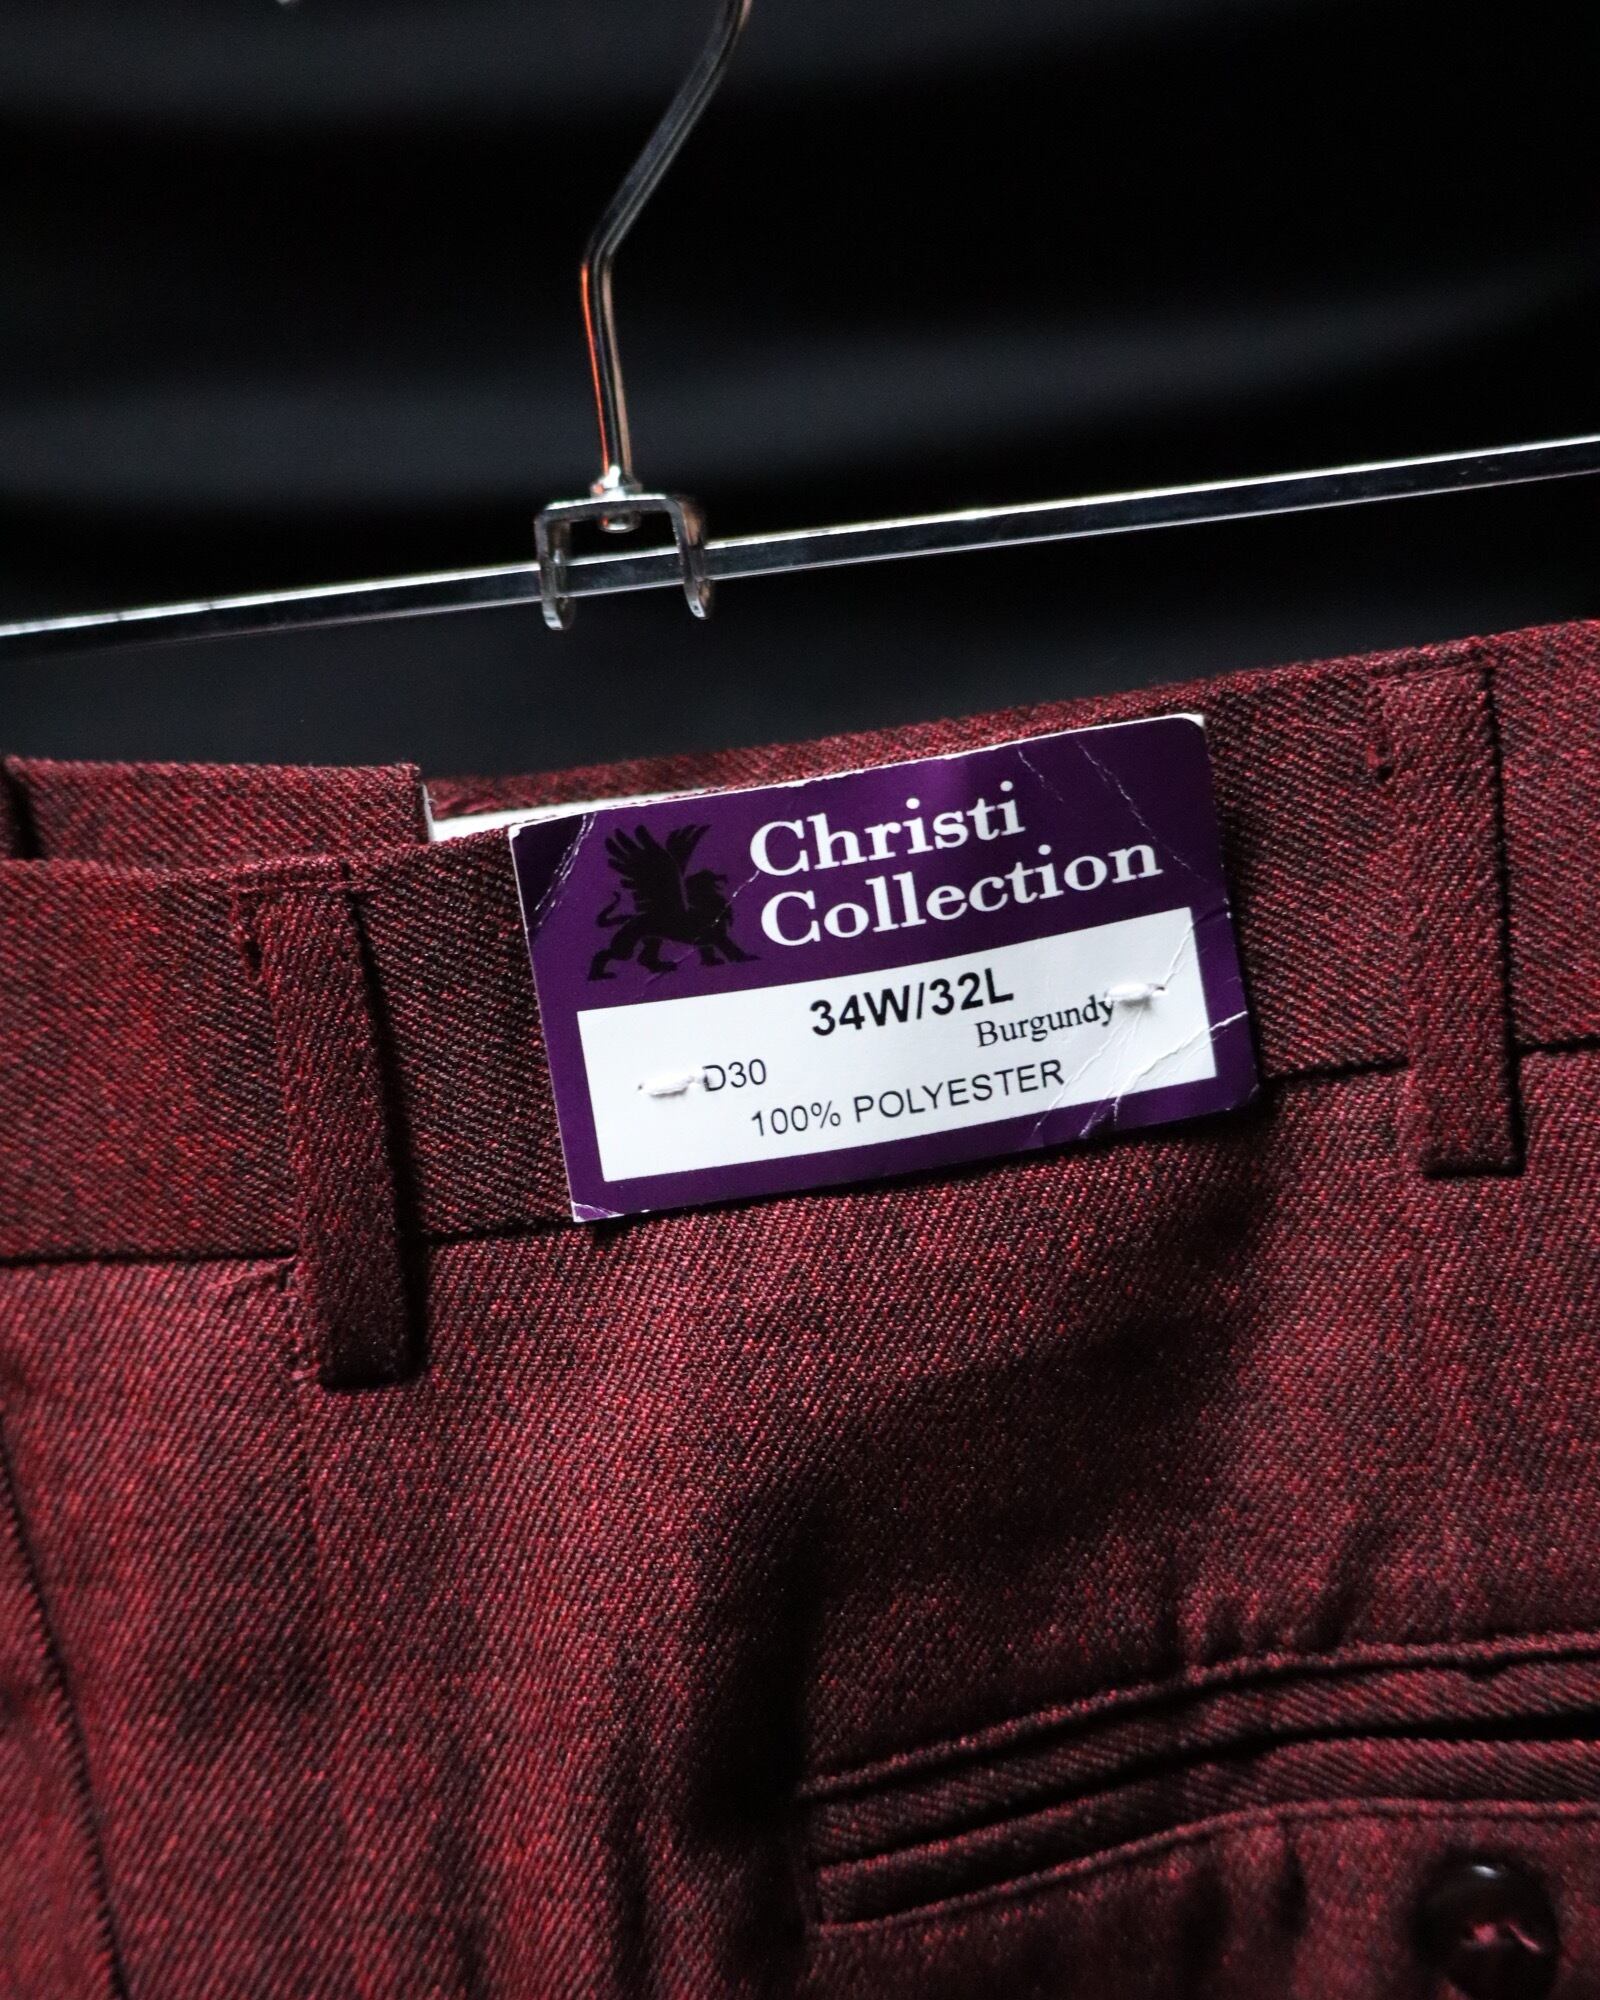 Christi
Collection
34W/32L
Burgundy
D30
100% POLYESTER